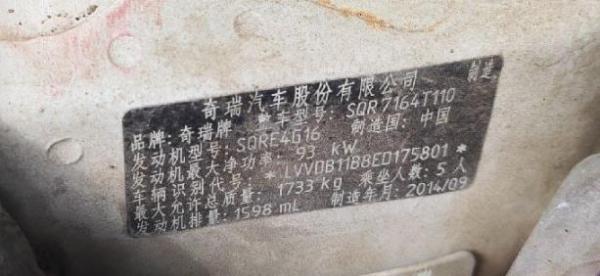 奇瑞汽车股份有限公司 制造
品牌: 奇瑞牌 整车型号: SQR7164T110
发动机型号: SQRE4G16 制造国: 中国
发动机最大净功率: 93 kW
车辆识别代号: *LVVDB11B8ED175801*
最大允许总质量: 1733 kg 乘坐人数: 5 人
发动机排量: 1598 mL 制造年月: 2014/09